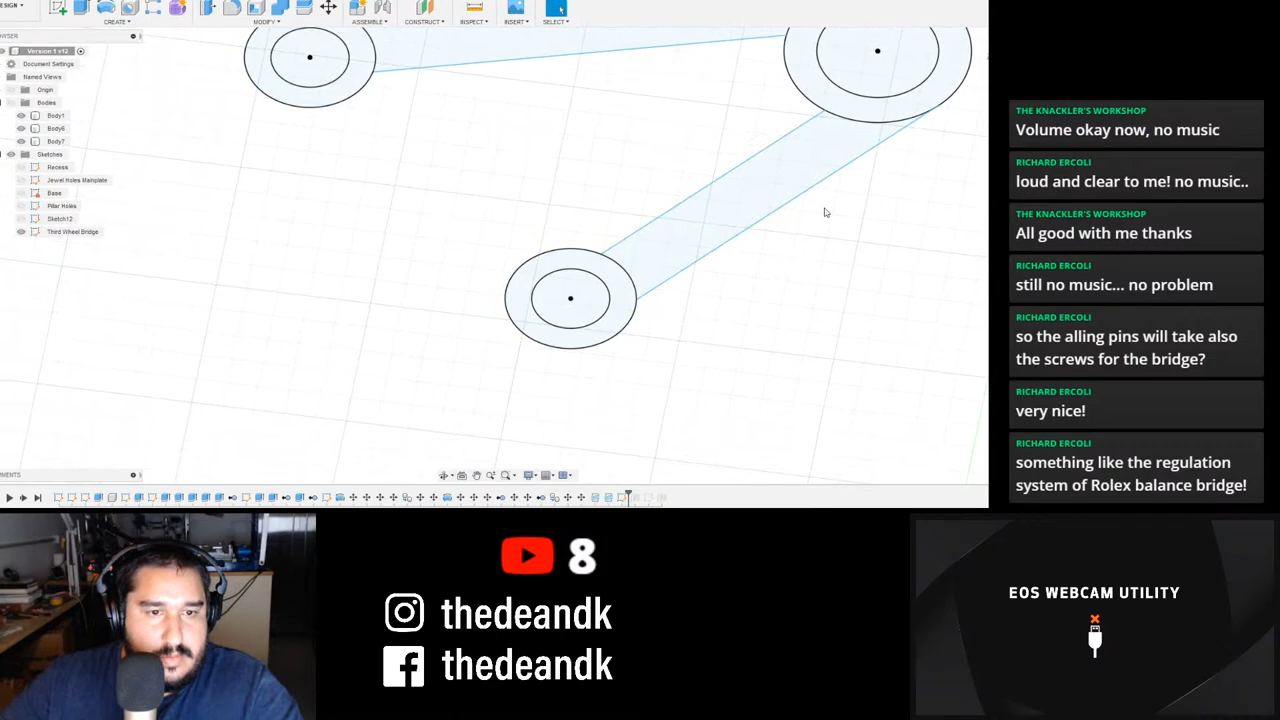 ESIGN
CREATE
MODIFY
ASSEMBLE
CONSTRUCT
INSPECT
INSERT
SELECT
OWSER
Version 1 v12
Document Settings
Named Views
Origin
Bodies
Body1
Body6
Body7
Sketches
Recess
Jewel Holes Mainplate
Base
Pillar Holes
Sketch12
Third Wheel Bridge
MMENTS
THE KNACKLER'S WORKSHOP
Volume okay now, no music
RICHARD ERCOLI
loud and clear to me! no music..
THE KNACKLER'S WORKSHOP
All good with me thanks
RICHARD ERCOLI
still no music... no problem
RICHARD ERCOLI
so the alling pins will take also
the screws for the bridge?
RICHARD ERCOLI
very nice!
RICHARD ERCOLI
something like the regulation
system of Rolex balance bridge!
8
thedeandk
thedeandk
EOS WEBCAM UTILITY